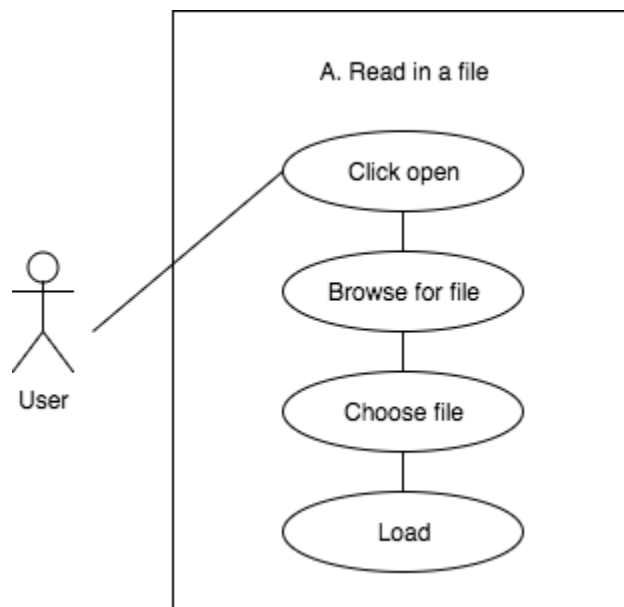 A. Read in a file
Click open
Browse for file
Choose file
User
Load